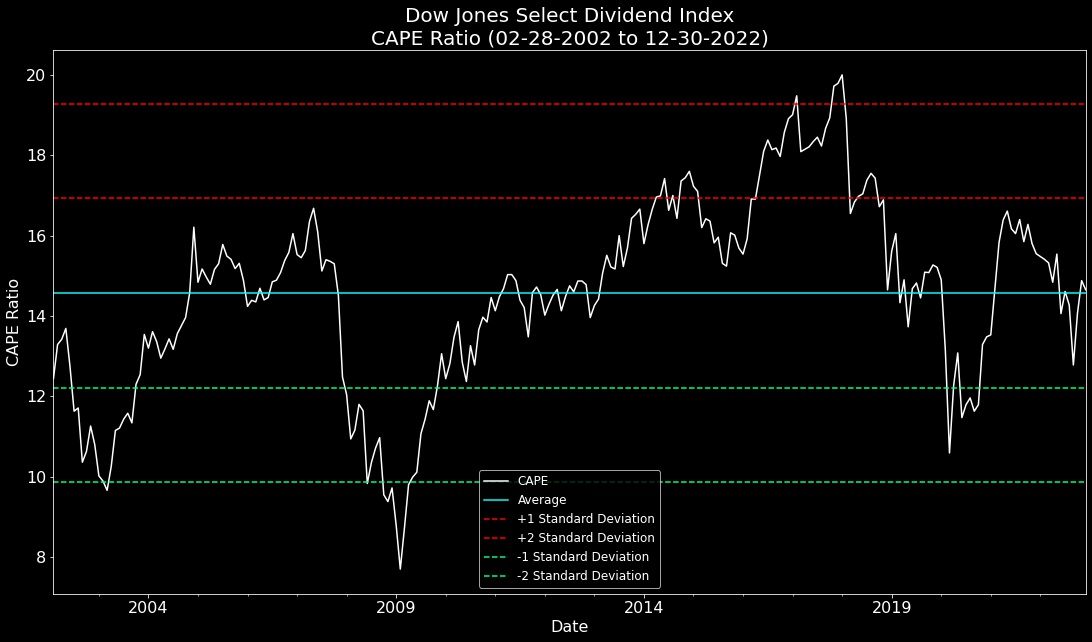 Dow Jones Select Dividend Index
CAPE Ratio (02-28-2002 to 12-30-2022)
CAPE Ratio
20
18
16
14
12
10
8
CAPE
Average
+1 Standard Deviation
+2 Standard Deviation
-1 Standard Deviation
-2 Standard Deviation
2004 2009 2014 2019
Date